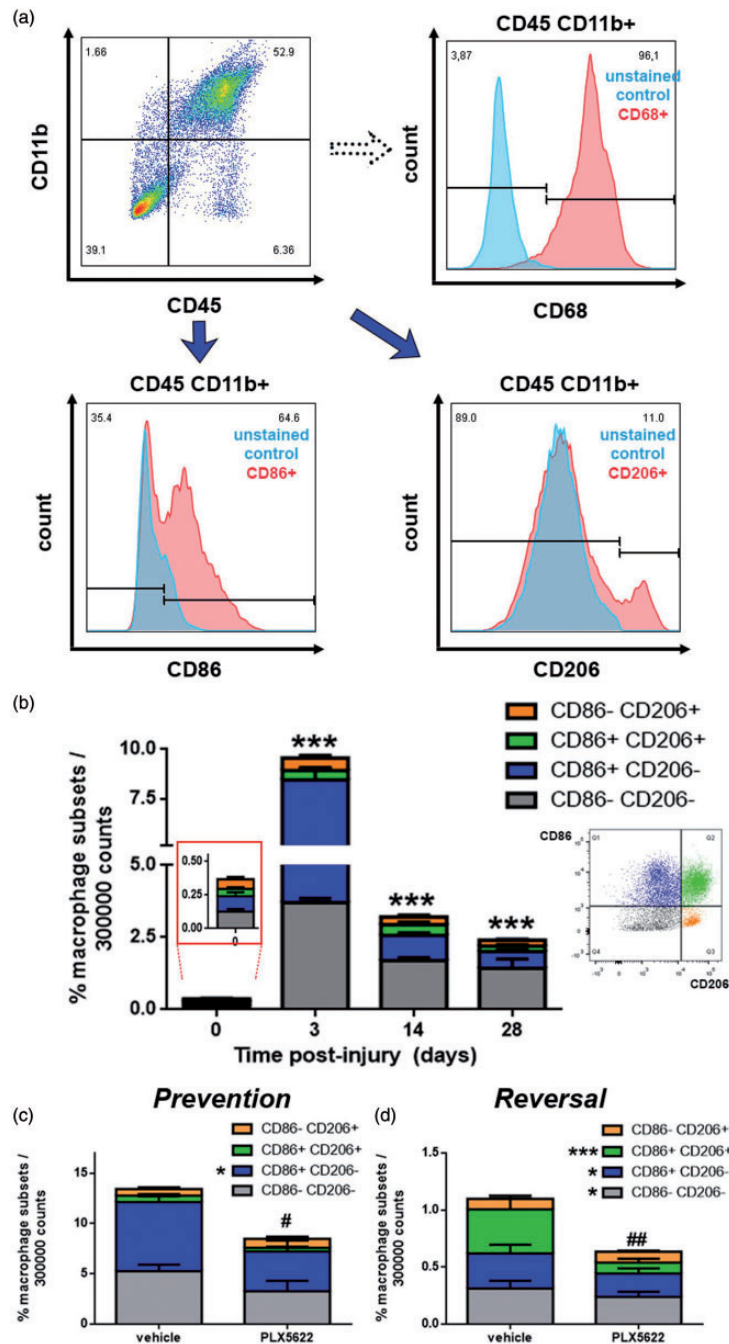 (a)
1.66
52.9
39.1
6.36
CD11b
CD45
CD45 CD11b+
3,87
96,1
unstained
control
CD68+
count
CD68
CD45 CD11b+
35.4
64.6
unstained
control
CD86+
count
CD86
CD45 CD11b+
89.0
11.0
unstained
control
CD206+
count
CD206
(b)
CD86- CD206+
CD86+ CD206+
CD86+ CD206-
CD86- CD206-
% macrophage subsets /
300000 counts
10.0
7.5
5.0
2.5
0.0
0.50
0.25
0.00
0
***
***
***
0
3
14
28
Time post-injury (days)
CD86
Q1
Q2
Q4
Q3
CD206
(c)
Prevention
CD86- CD206+
CD86+ CD206+
* CD86+ CD206-
CD86- CD206-
% macrophage subsets /
300000 counts
15
10
5
0
#
vehicle
PLX5622
(d)
Reversal
CD86- CD206+
*** CD86+ CD206+
* CD86+ CD206-
* CD86- CD206-
% macrophage subsets /
300000 counts
1.5
1.0
0.5
0.0
##
vehicle
PLX5622